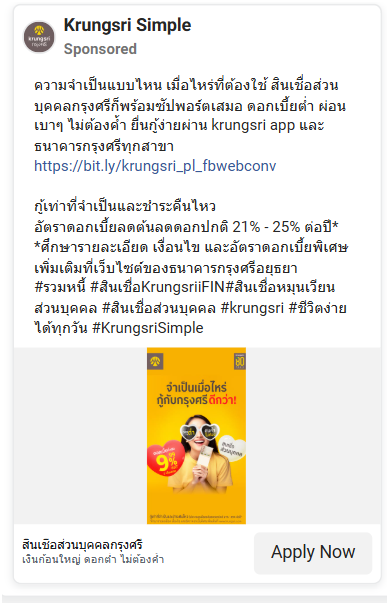 Krungsri Simple
Sponsored
krungsri
กรุงศรี
ความจำเป็นแบบไหน เมื่อไหร่ที่ต้องใช้ สินเชื่อส่วน
บุคคลกรุงศรีก็พร้อมซัปพอร์ตเสมอ ดอกเบี้ยต่ำ ผ่อน
เบาๆ ไม่ต้องค้ำ ยื่นกู้ง่ายผ่าน krungsri app และ
ธนาคารกรุงศรีทุกสาขา
https://bit.ly/krungsri_pl_fbwebconv
กู้เท่าที่จำเป็นและชำระคืนไหว
อัตราดอกเบี้ยลดต้นลดดอกปกติ 21% - 25% ต่อปี*
*ศึกษารายละเอียด เงื่อนไข และอัตราดอกเบี้ยพิเศษ
เพิ่มเติมที่เว็บไซต์ของธนาคารกรุงศรีอยุธยา
#รวมหนี้ #สินเชื่อKrungsriiFIN#สินเชื่อหมุนเวียน
ส่วนบุคคล #สินเชื่อส่วนบุคคล #krungsri #ชีวิตง่าย
ได้ทุกวัน #KrungsriSimple
80
จำเป็นเมื่อไหร่
กู้กับกรุงศรีดีกว่า!
สินเชื่อ
ส่วนบุคคล
สินเชื่อส่วนบุคคลกรุงศรี
เงินก้อนใหญ่ ดอกต่ำ ไม่ต้องค้ำ
Apply Now